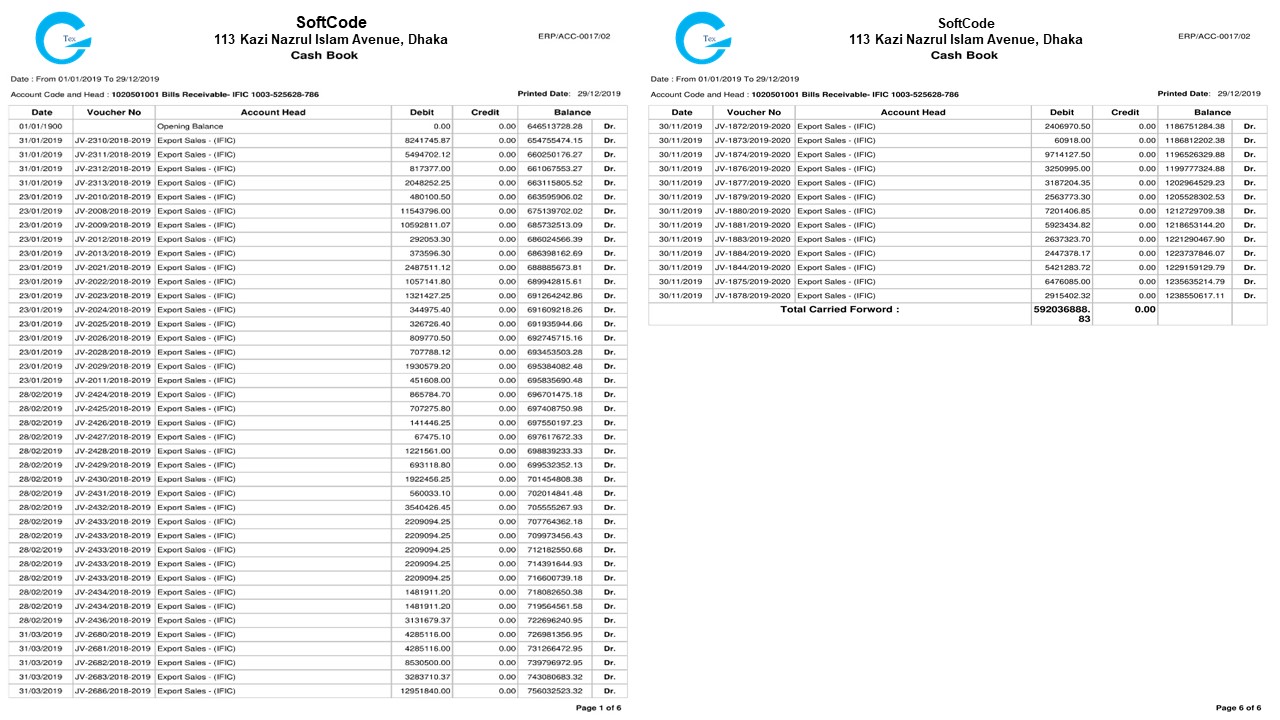 Tex
SoftCode
113 Kazi Nazrul Islam Avenue, Dhaka
Cash Book
ERP/ACC-0017/02
Date : From 01/01/2019 To 29/12/2019
Account Code and Head : 1020501001 Bills Receivable- IFIC 1003-525628-786
Printed Date: 29/12/2019
Date Voucher No Account Head Debit Credit Balance
01/01/1900 Opening Balance 0.00 0.00 646513728.28 Dr.
31/01/2019 JV-2310/2018-2019 Export Sales - (IFIC) 8241745.87 0.00 654755474.15 Dr.
31/01/2019 JV-2311/2018-2019 Export Sales - (IFIC) 5494702.12 0.00 660250176.27 Dr.
31/01/2019 JV-2312/2018-2019 Export Sales - (IFIC) 817377.00 0.00 661067553.27 Dr.
31/01/2019 JV-2313/2018-2019 Export Sales - (IFIC) 2048252.25 0.00 663115805.52 Dr.
23/01/2019 JV-2010/2018-2019 Export Sales - (IFIC) 480100.50 0.00 663595906.02 Dr.
23/01/2019 JV-2008/2018-2019 Export Sales - (IFIC) 11543796.00 0.00 675139702.02 Dr.
23/01/2019 JV-2009/2018-2019 Export Sales - (IFIC) 10592811.07 0.00 685732513.09 Dr.
23/01/2019 JV-2012/2018-2019 Export Sales - (IFIC) 292053.30 0.00 686024566.39 Dr.
23/01/2019 JV-2013/2018-2019 Export Sales - (IFIC) 373596.30 0.00 686398162.69 Dr.
23/01/2019 JV-2021/2018-2019 Export Sales - (IFIC) 2487511.12 0.00 688885673.81 Dr.
23/01/2019 JV-2022/2018-2019 Export Sales - (IFIC) 1057141.80 0.00 689942815.61 Dr.
23/01/2019 JV-2023/2018-2019 Export Sales - (IFIC) 1321427.25 0.00 691264242.86 Dr.
23/01/2019 JV-2024/2018-2019 Export Sales - (IFIC) 344975.40 0.00 691609218.26 Dr.
23/01/2019 JV-2025/2018-2019 Export Sales - (IFIC) 326726.40 0.00 691935944.66 Dr.
23/01/2019 JV-2026/2018-2019 Export Sales - (IFIC) 809770.50 0.00 692745715.16 Dr.
23/01/2019 JV-2028/2018-2019 Export Sales - (IFIC) 707788.12 0.00 693453503.28 Dr.
23/01/2019 JV-2029/2018-2019 Export Sales - (IFIC) 1930579.20 0.00 695384082.48 Dr.
23/01/2019 JV-2011/2018-2019 Export Sales - (IFIC) 451608.00 0.00 695835690.48 Dr.
28/02/2019 JV-2424/2018-2019 Export Sales - (IFIC) 865784.70 0.00 696701475.18 Dr.
28/02/2019 JV-2425/2018-2019 Export Sales - (IFIC) 707275.80 0.00 697408750.98 Dr.
28/02/2019 JV-2426/2018-2019 Export Sales - (IFIC) 141446.25 0.00 697550197.23 Dr.
28/02/2019 JV-2427/2018-2019 Export Sales - (IFIC) 67475.10 0.00 697617672.33 Dr.
28/02/2019 JV-2428/2018-2019 Export Sales - (IFIC) 1221561.00 0.00 698839233.33 Dr.
28/02/2019 JV-2429/2018-2019 Export Sales - (IFIC) 693118.80 0.00 699532352.13 Dr.
28/02/2019 JV-2430/2018-2019 Export Sales - (IFIC) 1922456.25 0.00 701454808.38 Dr.
28/02/2019 JV-2431/2018-2019 Export Sales - (IFIC) 560033.10 0.00 702014841.48 Dr.
28/02/2019 JV-2432/2018-2019 Export Sales - (IFIC) 3540426.45 0.00 705555267.93 Dr.
28/02/2019 JV-2433/2018-2019 Export Sales - (IFIC) 2209094.25 0.00 707764362.18 Dr.
28/02/2019 JV-2433/2018-2019 Export Sales - (IFIC) 2209094.25 0.00 709973456.43 Dr.
28/02/2019 JV-2433/2018-2019 Export Sales - (IFIC) 2209094.25 0.00 712182550.68 Dr.
28/02/2019 JV-2433/2018-2019 Export Sales - (IFIC) 2209094.25 0.00 714391644.93 Dr.
28/02/2019 JV-2433/2018-2019 Export Sales - (IFIC) 2209094.25 0.00 716600739.18 Dr.
28/02/2019 JV-2434/2018-2019 Export Sales - (IFIC) 1481911.20 0.00 718082650.38 Dr.
28/02/2019 JV-2434/2018-2019 Export Sales - (IFIC) 1481911.20 0.00 719564561.58 Dr.
28/02/2019 JV-2436/2018-2019 Export Sales - (IFIC) 3131679.37 0.00 722696240.95 Dr.
31/03/2019 JV-2680/2018-2019 Export Sales - (IFIC) 4285116.00 0.00 726981356.95 Dr.
31/03/2019 JV-2681/2018-2019 Export Sales - (IFIC) 4285116.00 0.00 731266472.95 Dr.
31/03/2019 JV-2682/2018-2019 Export Sales - (IFIC) 8530500.00 0.00 739796972.95 Dr.
31/03/2019 JV-2683/2018-2019 Export Sales - (IFIC) 3283710.37 0.00 743080683.32 Dr.
31/03/2019 JV-2686/2018-2019 Export Sales - (IFIC) 12951840.00 0.00 756032523.32 Dr.
Page 1 of 6
Tex
SoftCode
113 Kazi Nazrul Islam Avenue, Dhaka
Cash Book
ERP/ACC-0017/02
Date : From 01/01/2019 To 29/12/2019
Account Code and Head : 1020501001 Bills Receivable- IFIC 1003-525628-786
Printed Date: 29/12/2019
Date Voucher No Account Head Debit Credit Balance
30/11/2019 JV-1872/2019-2020 Export Sales - (IFIC) 2406970.50 0.00 1186751284.38 Dr.
30/11/2019 JV-1873/2019-2020 Export Sales - (IFIC) 60918.00 0.00 1186812202.38 Dr.
30/11/2019 JV-1874/2019-2020 Export Sales - (IFIC) 9714127.50 0.00 1196526329.88 Dr.
30/11/2019 JV-1876/2019-2020 Export Sales - (IFIC) 3250995.00 0.00 1199777324.88 Dr.
30/11/2019 JV-1877/2019-2020 Export Sales - (IFIC) 3187204.35 0.00 1202964529.23 Dr.
30/11/2019 JV-1879/2019-2020 Export Sales - (IFIC) 2563773.30 0.00 1205528302.53 Dr.
30/11/2019 JV-1880/2019-2020 Export Sales - (IFIC) 7201406.85 0.00 1212729709.38 Dr.
30/11/2019 JV-1881/2019-2020 Export Sales - (IFIC) 5923434.82 0.00 1218653144.20 Dr.
30/11/2019 JV-1883/2019-2020 Export Sales - (IFIC) 2637323.70 0.00 1221290467.90 Dr.
30/11/2019 JV-1884/2019-2020 Export Sales - (IFIC) 2447378.17 0.00 1223737846.07 Dr.
30/11/2019 JV-1844/2019-2020 Export Sales - (IFIC) 5421283.72 0.00 1229159129.79 Dr.
30/11/2019 JV-1875/2019-2020 Export Sales - (IFIC) 6476085.00 0.00 1235635214.79 Dr.
30/11/2019 JV-1878/2019-2020 Export Sales - (IFIC) 2915402.32 0.00 1238550617.11 Dr.
Total Carried Forword : 592036888. 0.00
83
Page 6 of 6